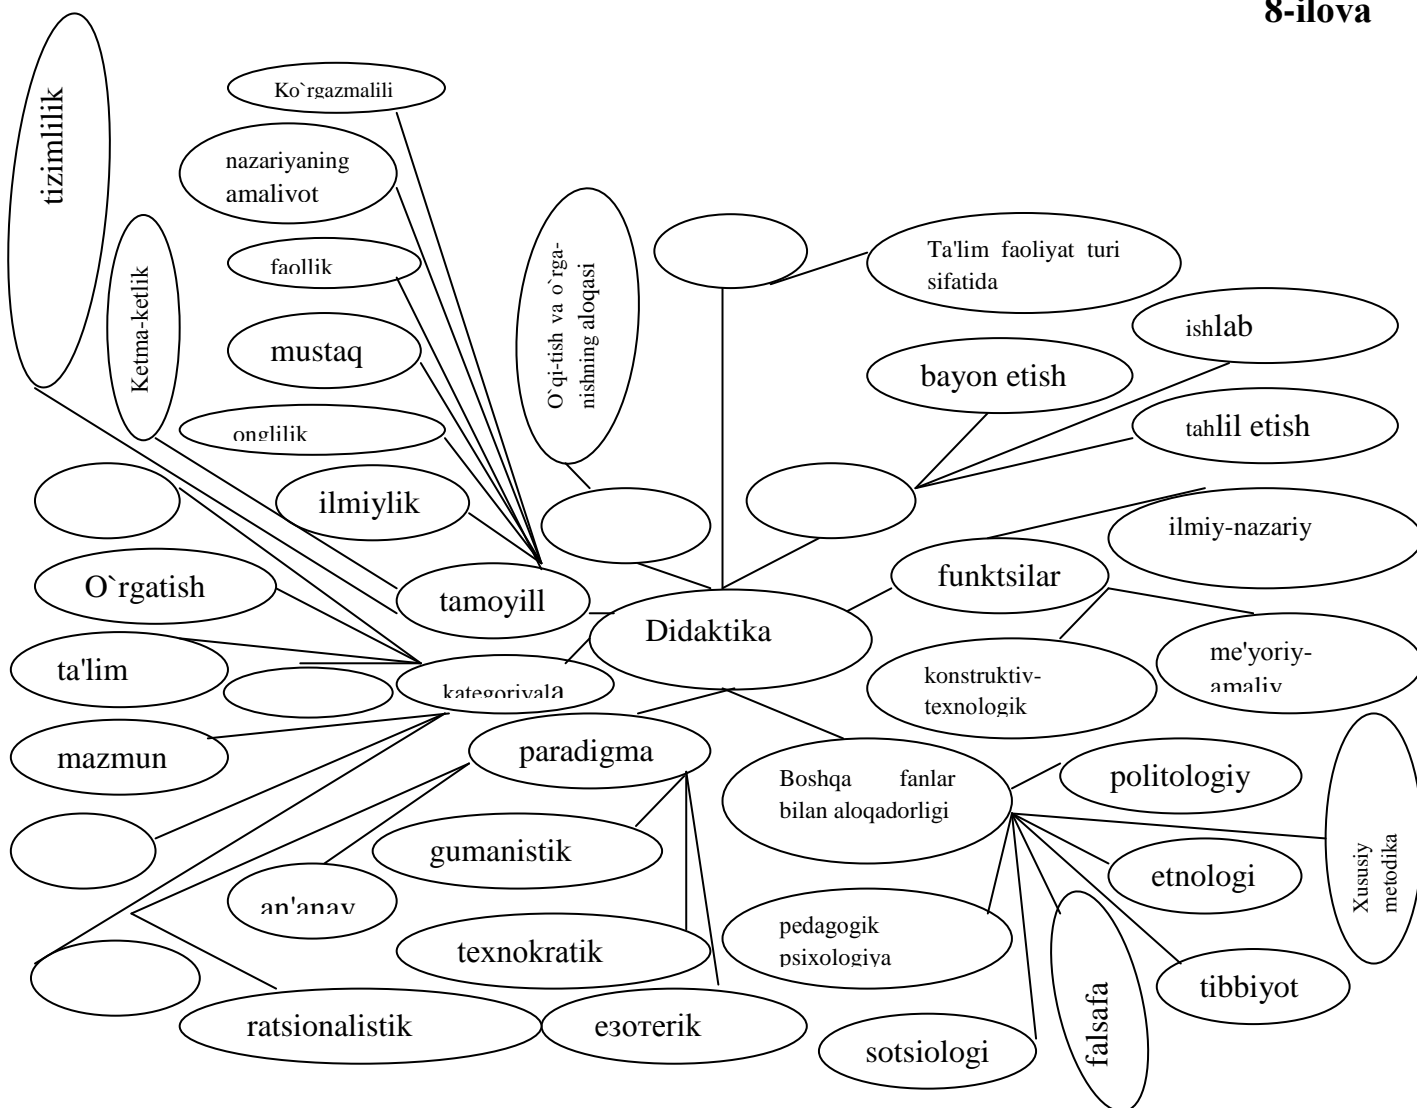 8-ilova
tizimlilik
Ko`rgazmalili
nazariyaning
amaliyot
faollik
Ketma-ketlik
mustaq
onglilik
ilmiylik
O`qi-tish va o`rga-
nishning aloqasi
Ta'lim faoliyat turi
sifatida
ishlab
bayon etish
tahlil etish
ilmiy-nazariy
funktsilar
O`rgatish
tamoyill
Didaktika
ta'lim
kategoriyala
konstruktiv-
texnologik
me'yoriy-
amaliy
mazmun
paradigma
Boshqa fanlar
bilan aloqadorligi
politologiy
gumanistik
etnologi
Xususiy
metodika
an'anav
texnokratik
pedagogik
psixologiya
falsafa
tibbiyot
ratsionalistik
езотerik
sotsiologi